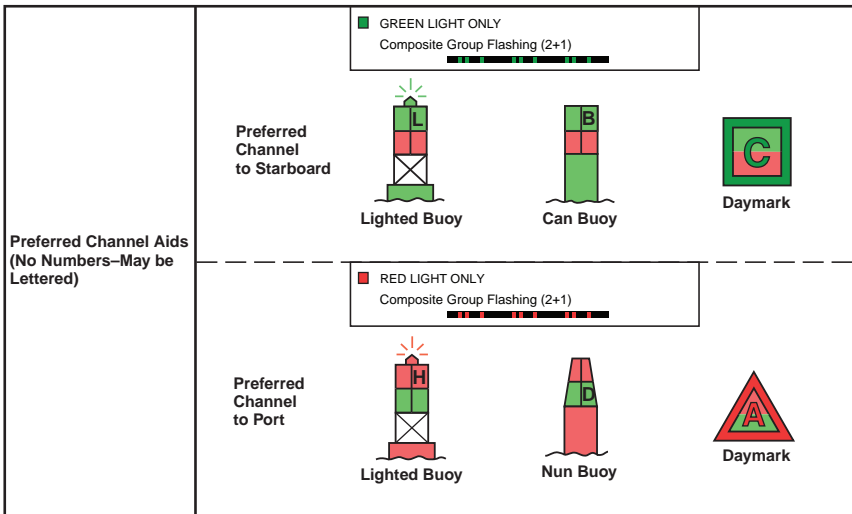 GREEN LIGHT ONLY
Composite Group Flashing (2+1)
Preferred
Channel
to Starboard
L
B
C
Lighted Buoy
Can Buoy
Daymark
Preferred Channel Aids
(No Numbers–May be
Lettered)
RED LIGHT ONLY
Composite Group Flashing (2+1)
Preferred
Channel
to Port
H
D
A
Lighted Buoy
Nun Buoy
Daymark